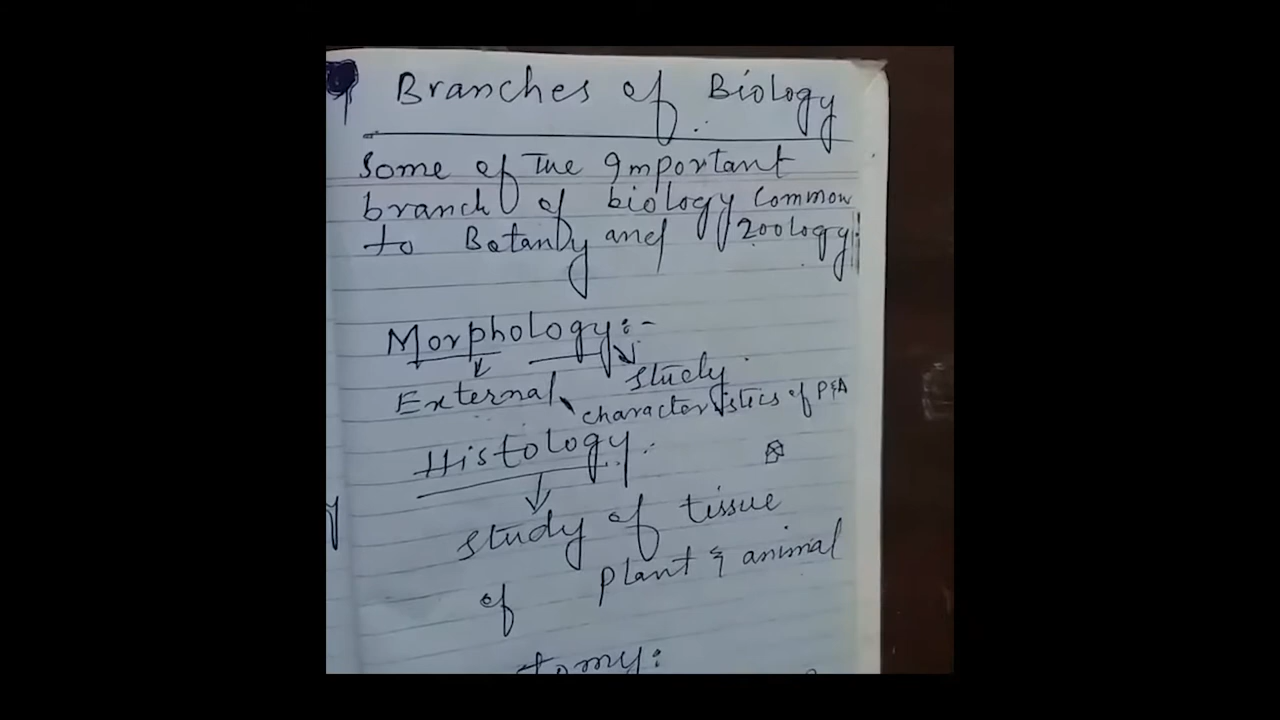 Branches of Biology
Some of The Important
branch of biology Common
to Botany and Zoology.
Morphology:-
External Study
characteristics of P&A
Histology.
Study of tissue
of plant & animal
tomy: